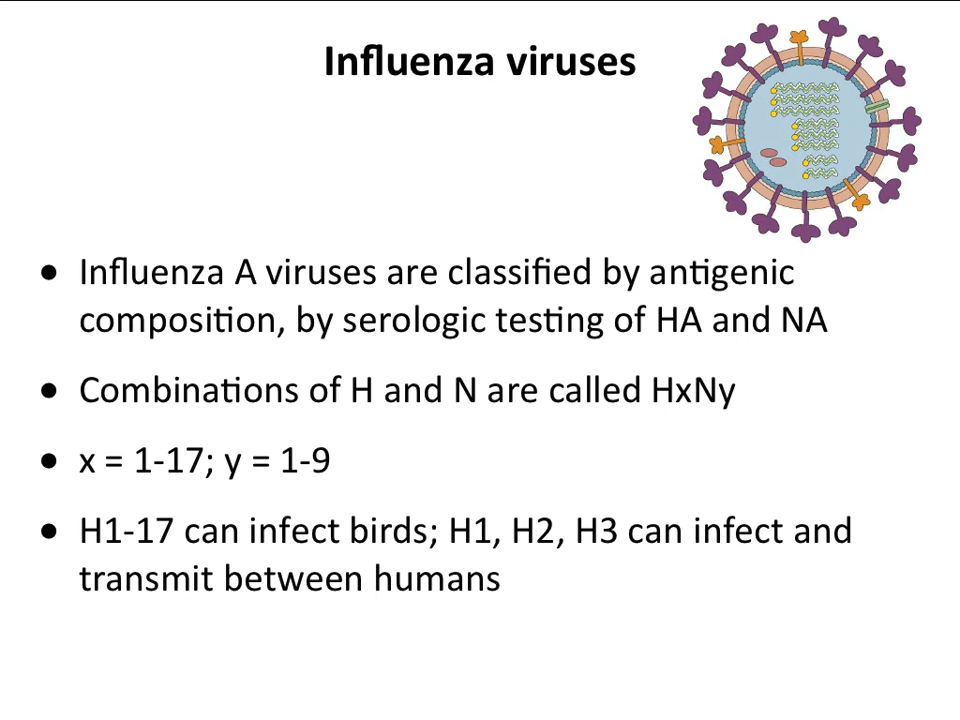 Influenza viruses
• Influenza A viruses are classified by antigenic
composition, by serologic testing of HA and NA
• Combinations of H and N are called HxNy
• x = 1-17; y = 1-9
• H1-17 can infect birds; H1, H2, H3 can infect and
transmit between humans